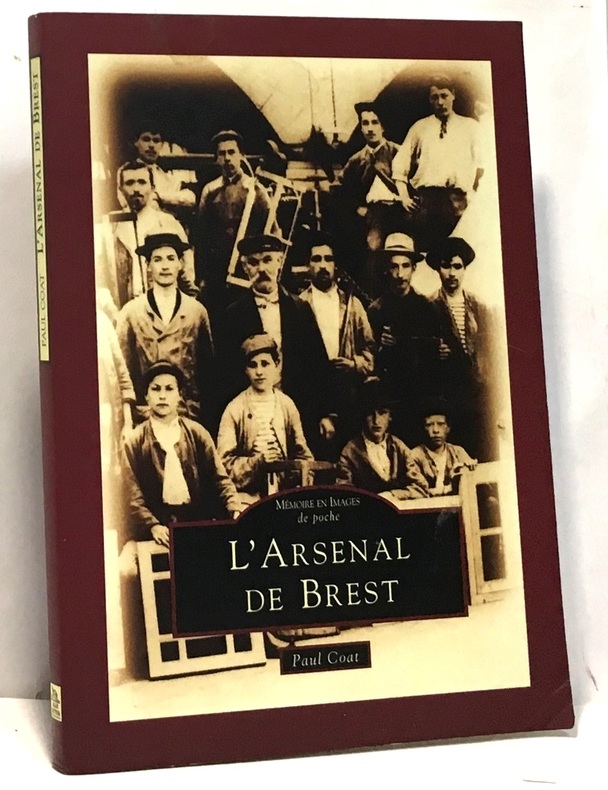 PAUL COAT L'ARSENAL DE BREST
MÉMOIRE EN IMAGES
de poche
L'ARSENAL
DE BREST
Paul Coat